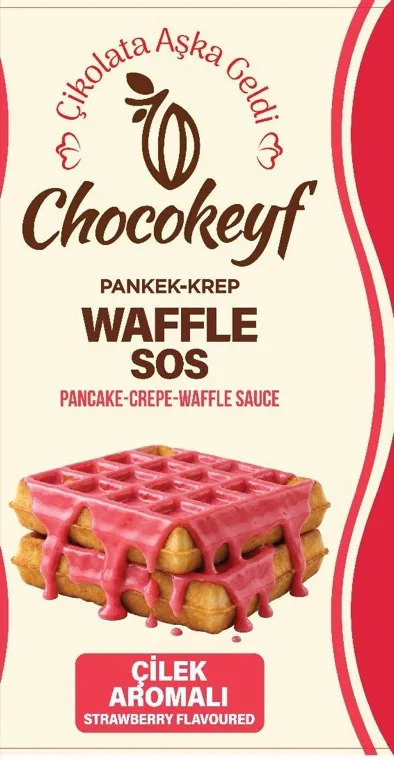 Çikolata Aşka Geldi
Chocokeyf
PANKEK-KREP
WAFFLE
SOS
PANCAKE-CREPE-WAFFLE SAUCE
ÇİLEK
AROMALI
STRAWBERRY FLAVOURED